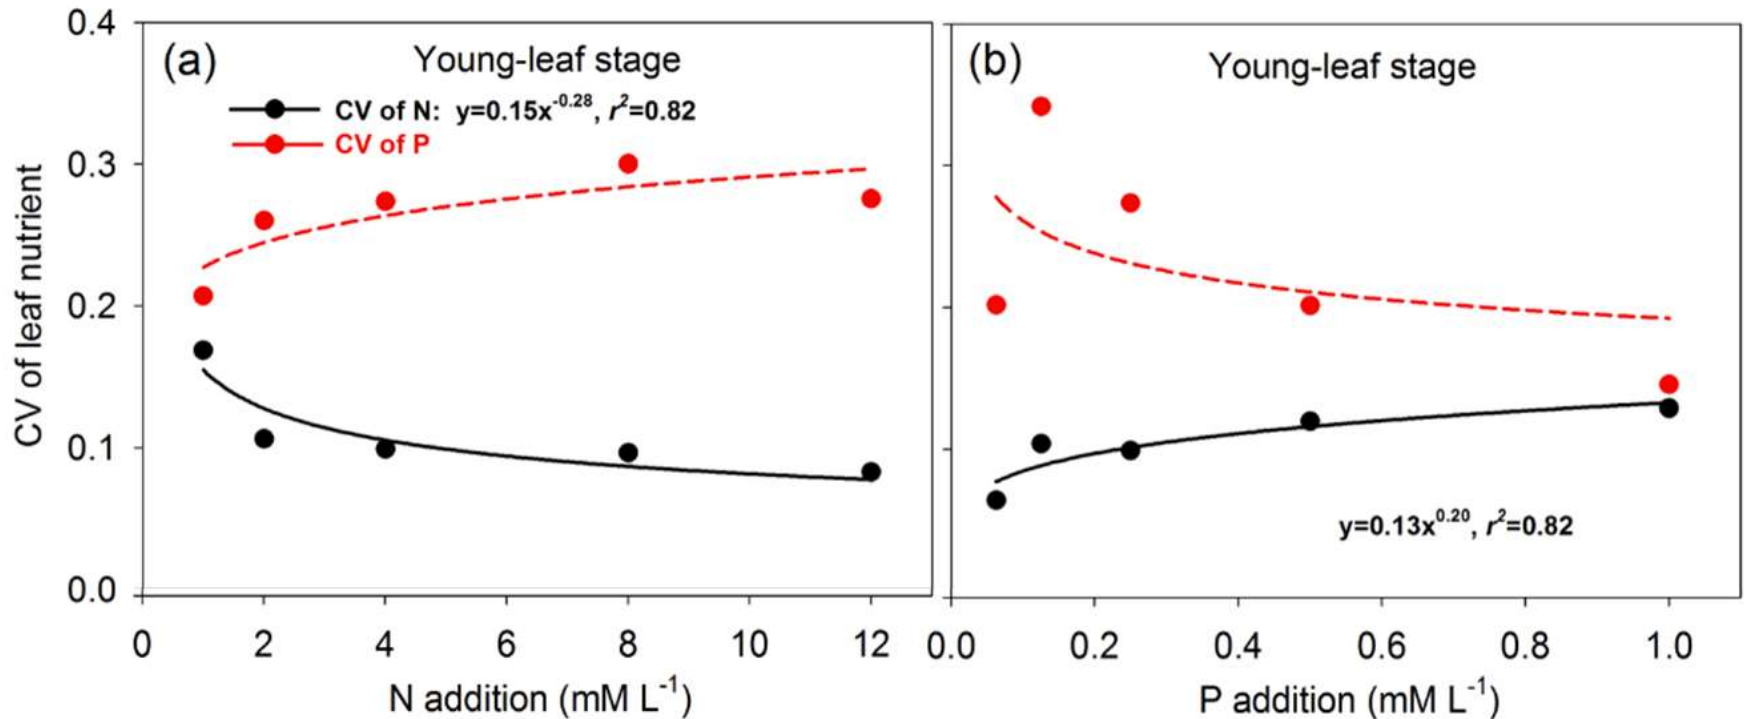 (a)
Young-leaf stage
CV of N: y=0.15x^-0.28, r^2=0.82
CV of P
(b)
Young-leaf stage
y=0.13x^0.20, r^2=0.82
CV of leaf nutrient
0.4
0.3
0.2
0.1
0.0
0 2 4 6 8 10 12
0.0 0.2 0.4 0.6 0.8 1.0
N addition (mM L^-1)
P addition (mM L^-1)